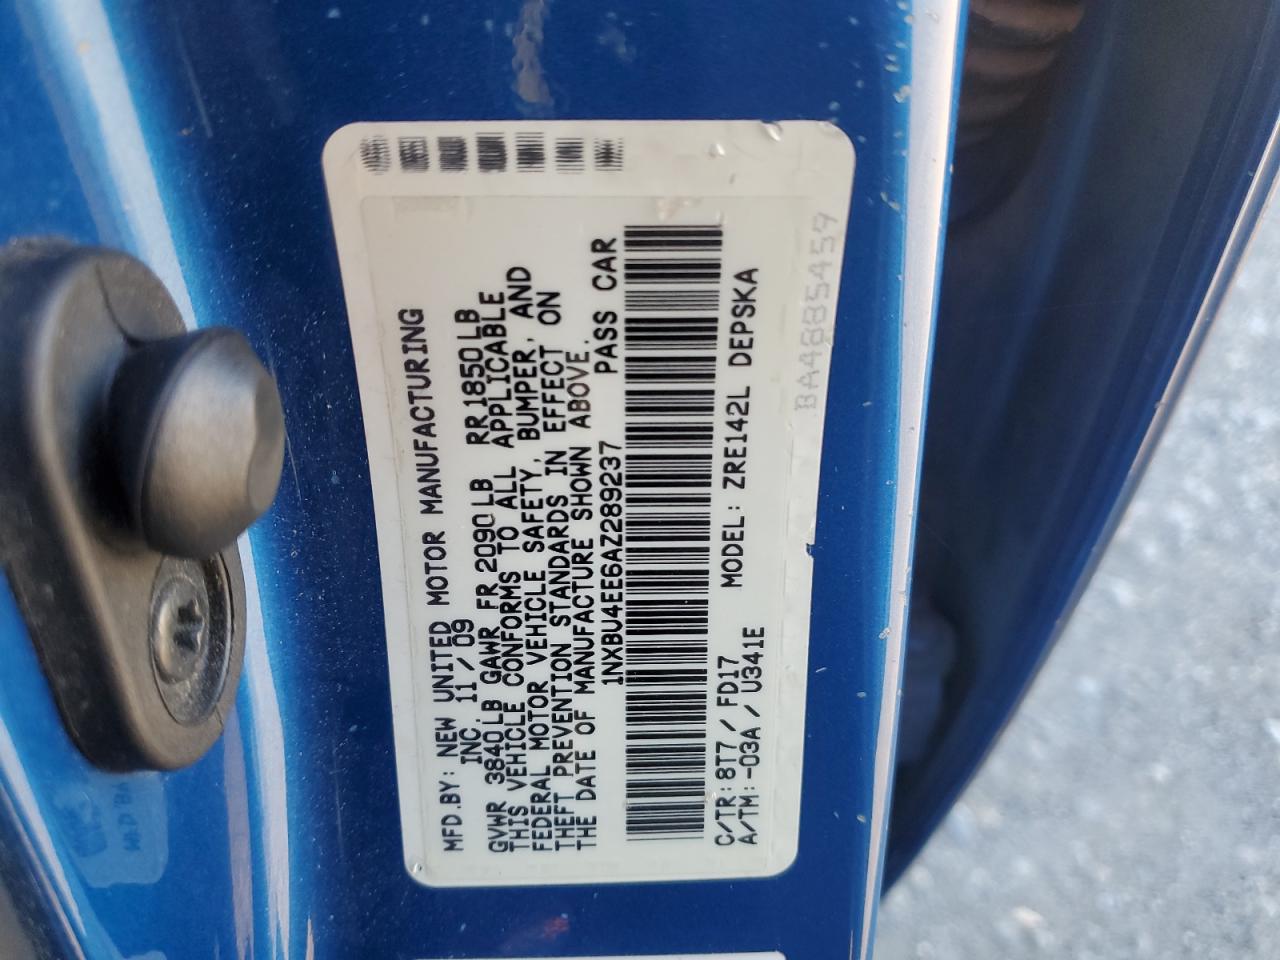 MFD.BY: NEW UNITED MOTOR MANUFACTURING
INC. 11/09
GVWR 3840LB GAWR FR 2090LB RR 1850LB
THIS VEHICLE CONFORMS TO ALL APPLICABLE
FEDERAL MOTOR VEHICLE SAFETY, BUMPER, AND
THEFT PREVENTION STANDARDS IN EFFECT ON
THE DATE OF MANUFACTURE SHOWN ABOVE.
1NXBU4EE6AZ289237 PASS CAR
C/TR: 8T7/FD17 MODEL: ZRE142L DEPSKA
A/TM: -03A/U341E
BA4885459